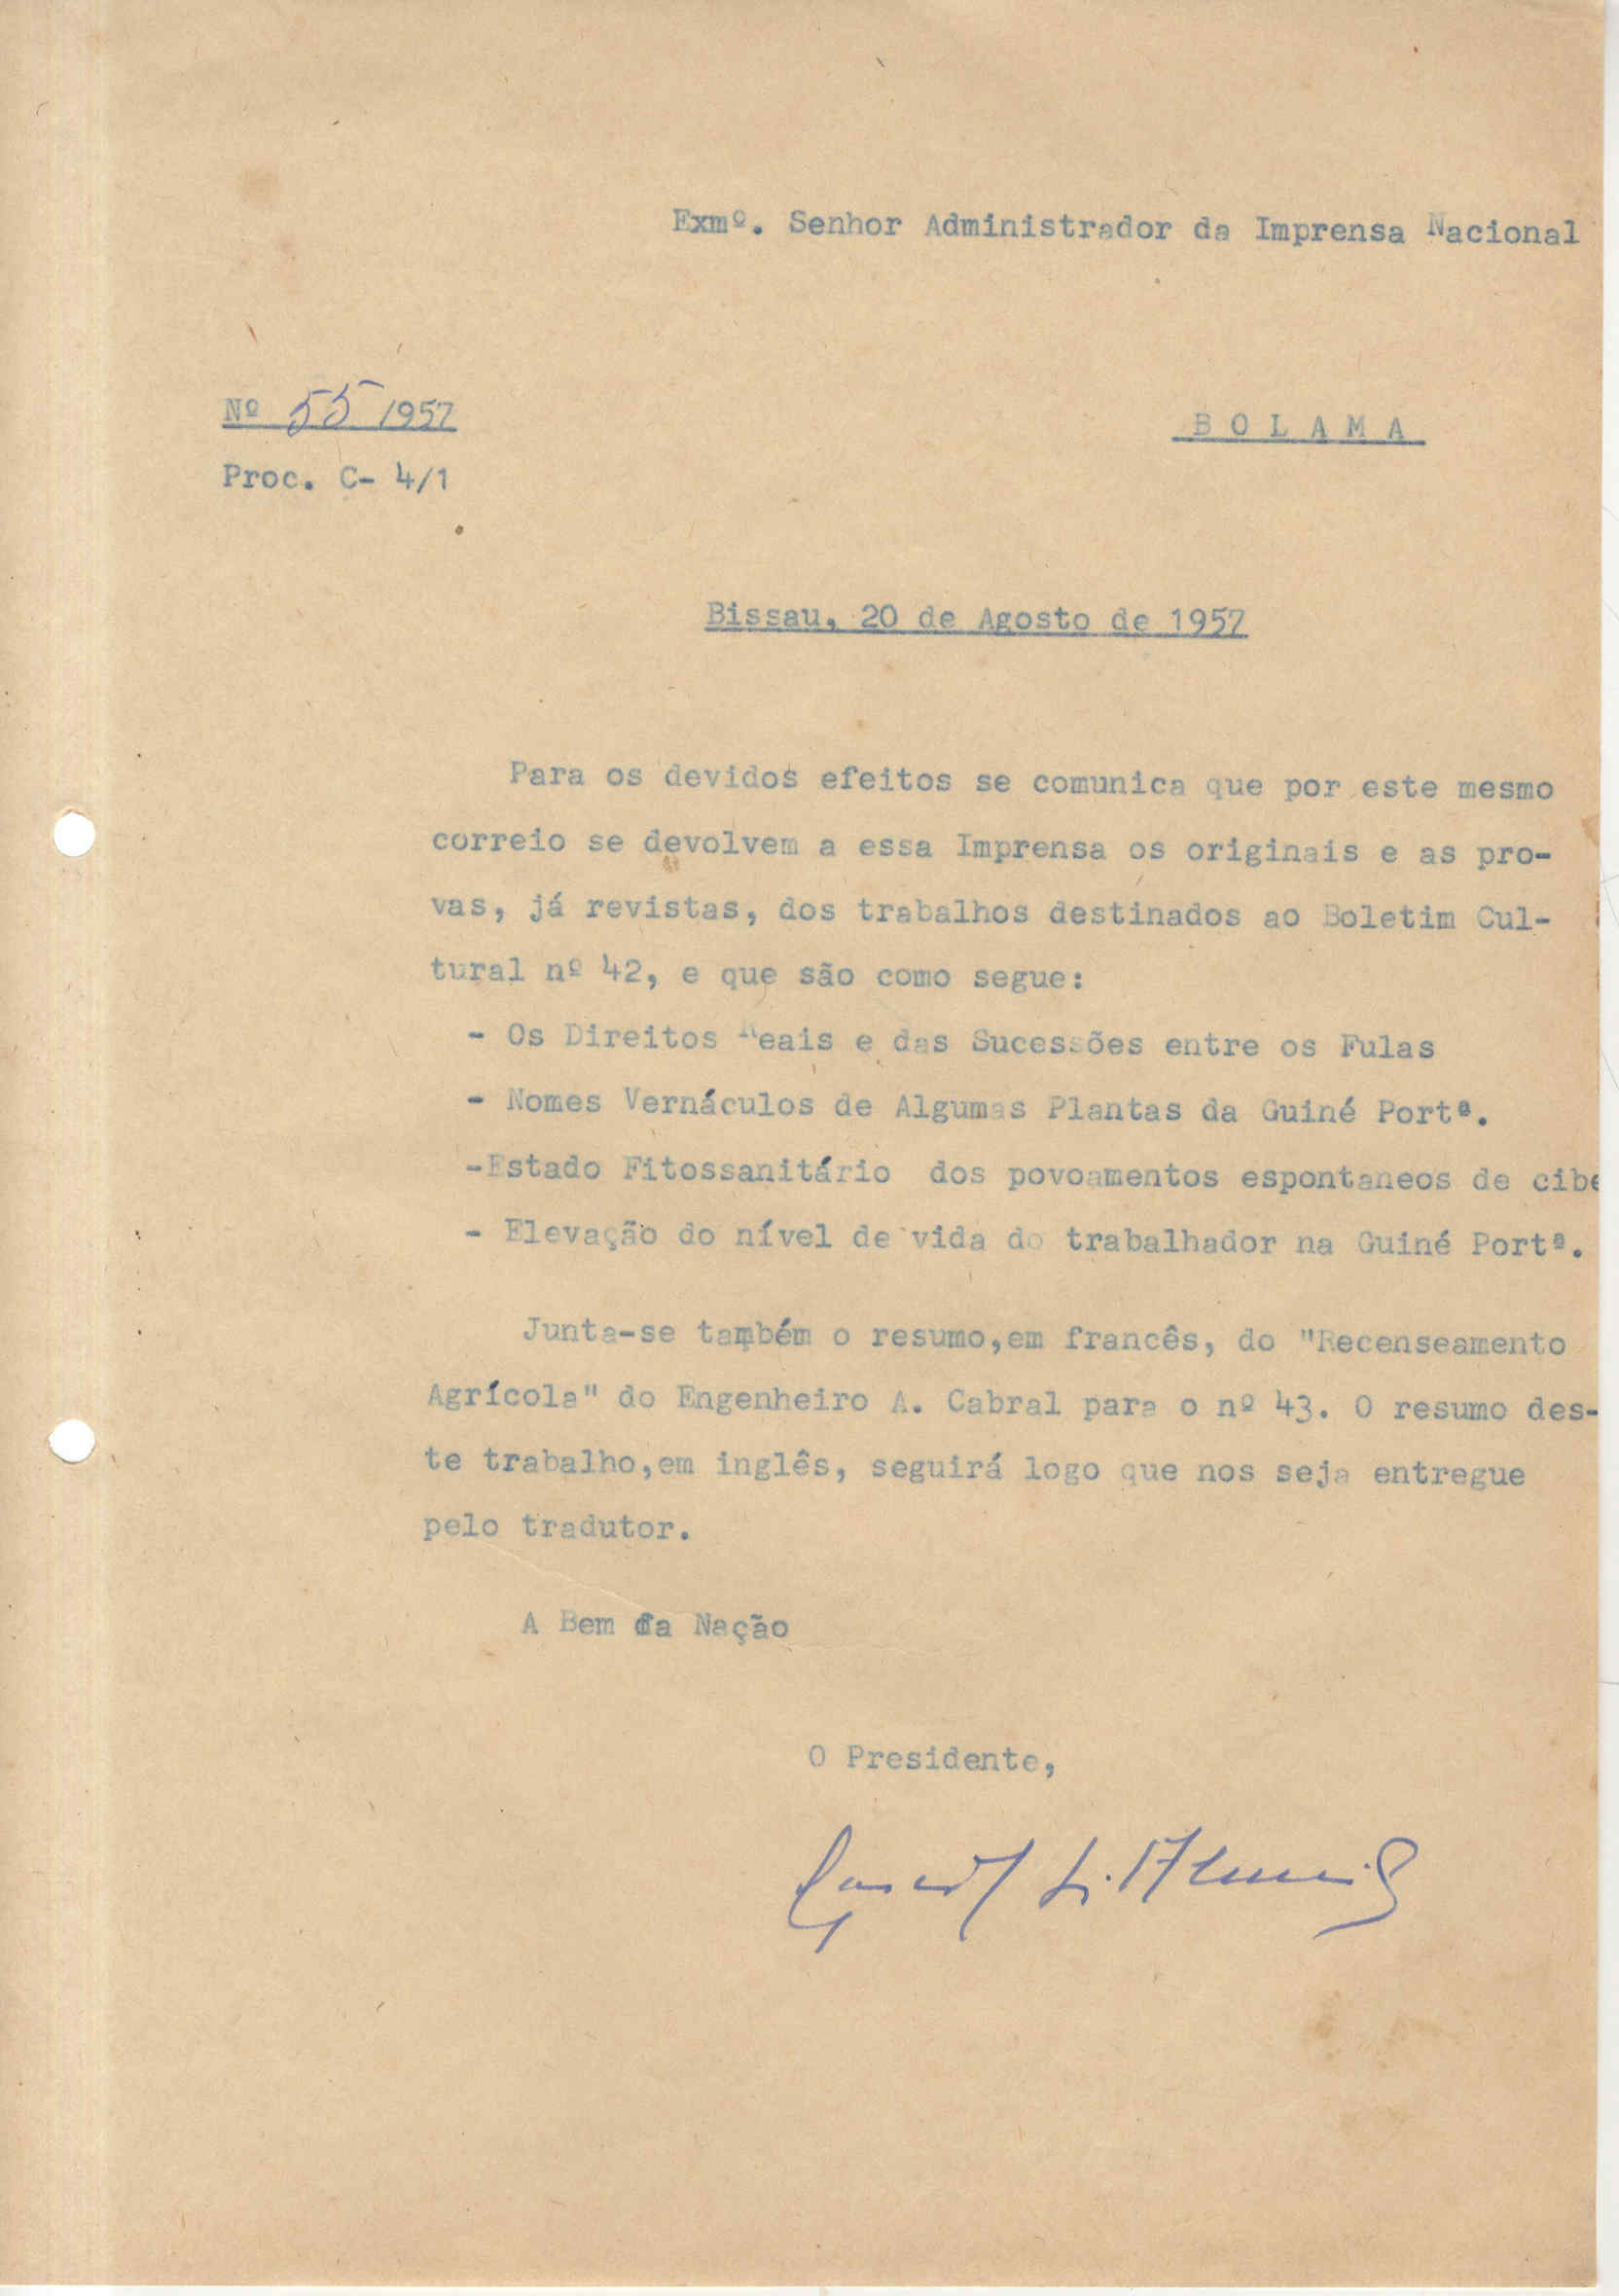 Exmº. Senhor Administrador da Imprensa Nacional
Nº 55/1957
BOLAMA
Proc. C- 4/1
Bissau, 20 de Agosto de 1957
Para os devidos efeitos se comunica que por este mesmo
correio se devolvem a essa Imprensa os originais e as pro-
vas, já revistas, dos trabalhos destinados ao Boletim Cul-
tural nº 42, e que são como segue:
- Os Direitos Reais e das Sucessões entre os Fulas
- Nomes Vernáculos de Algumas Plantas da Guiné Portª.
-Estado Fitossanitário dos povoamentos espontaneos de cibe
- Elevação do nível de vida do trabalhador na Guiné Portª.
Junta-se também o resumo,em francês, do "Recenseamento
Agrícola" do Engenheiro A. Cabral para o nº 43. O resumo des-
te trabalho,em inglês, seguirá logo que nos seja entregue
pelo tradutor.
A Bem da Nação
O Presidente,